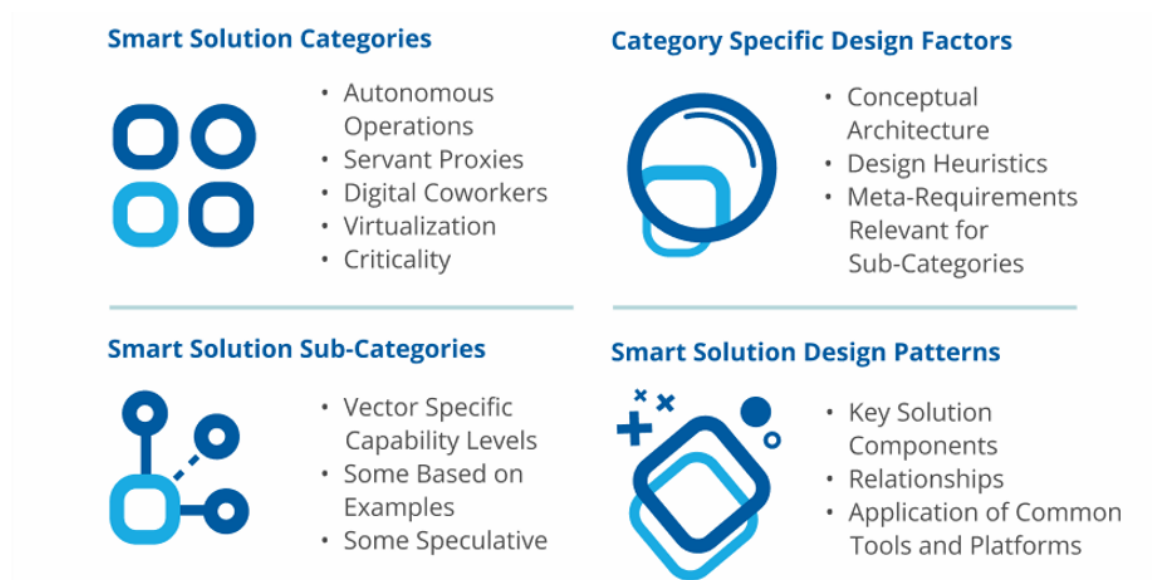 Smart Solution Categories
• Autonomous
Operations
• Servant Proxies
• Digital Coworkers
• Virtualization
• Criticality
Category Specific Design Factors
• Conceptual
Architecture
• Design Heuristics
• Meta-Requirements
Relevant for
Sub-Categories
Smart Solution Sub-Categories
• Vector Specific
Capability Levels
• Some Based on
Examples
• Some Speculative
Smart Solution Design Patterns
• Key Solution
Components
• Relationships
• Application of Common
Tools and Platforms